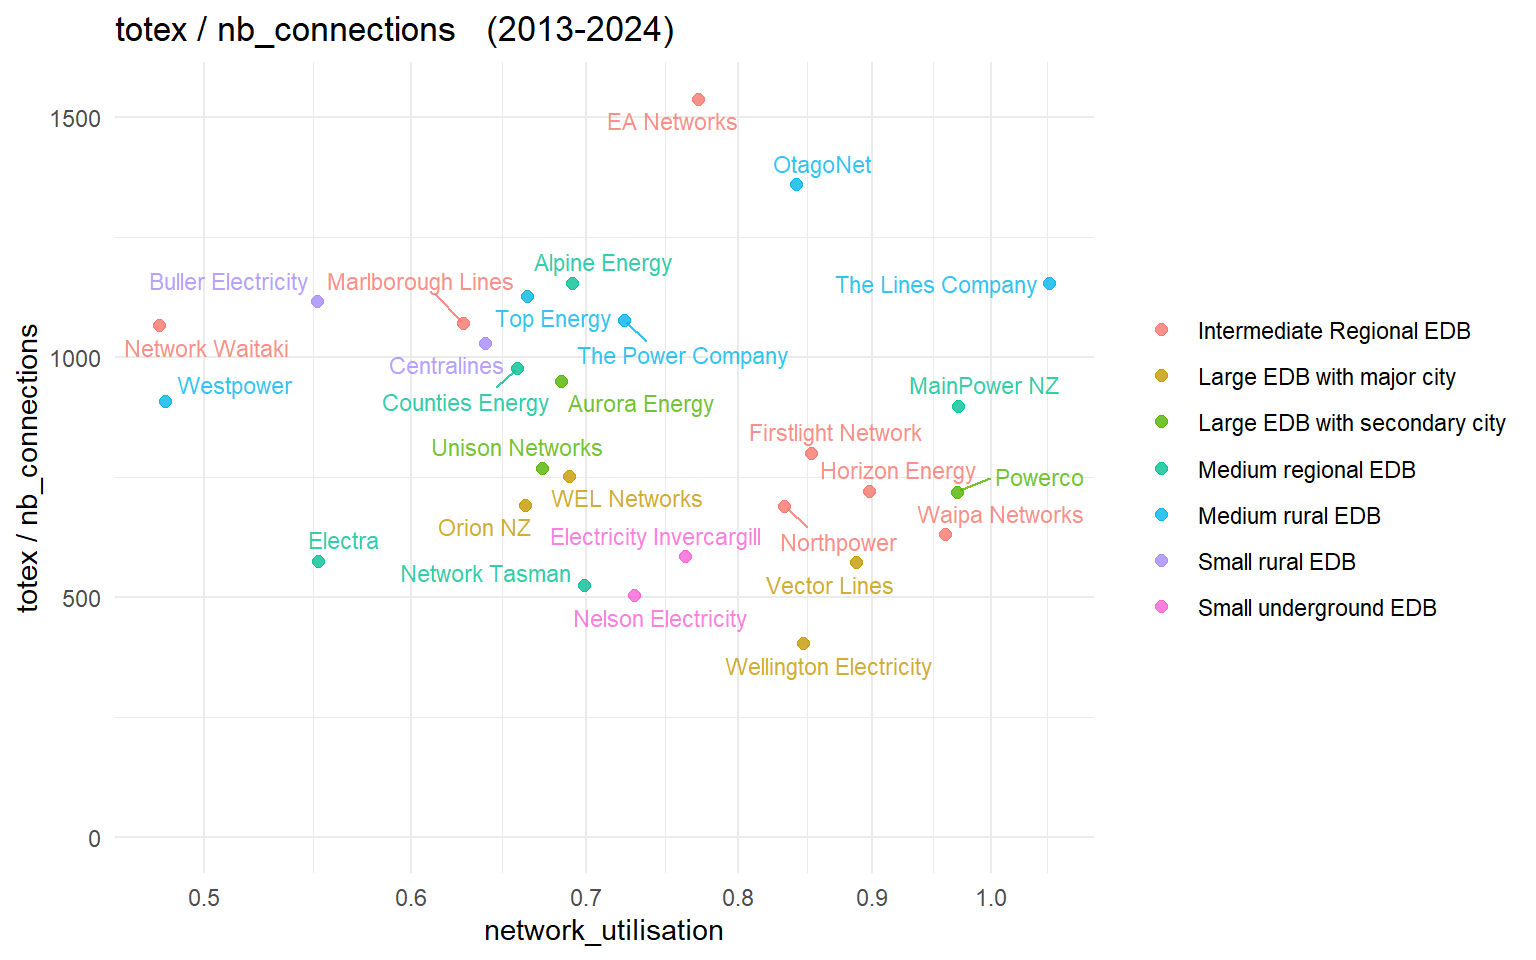 totex / nb_connections   (2013-2024)
1500
EA Networks
OtagoNet
Alpine Energy
Buller Electricity
Marlborough Lines
The Lines Company
Top Energy
Network Waitaki
1000
The Power Company
Centralines
Westpower
MainPower NZ
Counties Energy
Aurora Energy
Firstlight Network
Unison Networks
Horizon Energy
Powerco
WEL Networks
Waipa Networks
Orion NZ
Electricity Invercargill
Electra
Northpower
Network Tasman
Vector Lines
500
Nelson Electricity
Wellington Electricity
0
totex / nb_connections
0.5
0.6
0.7
0.8
0.9
1.0
network_utilisation
Intermediate Regional EDB
Large EDB with major city
Large EDB with secondary city
Medium regional EDB
Medium rural EDB
Small rural EDB
Small underground EDB